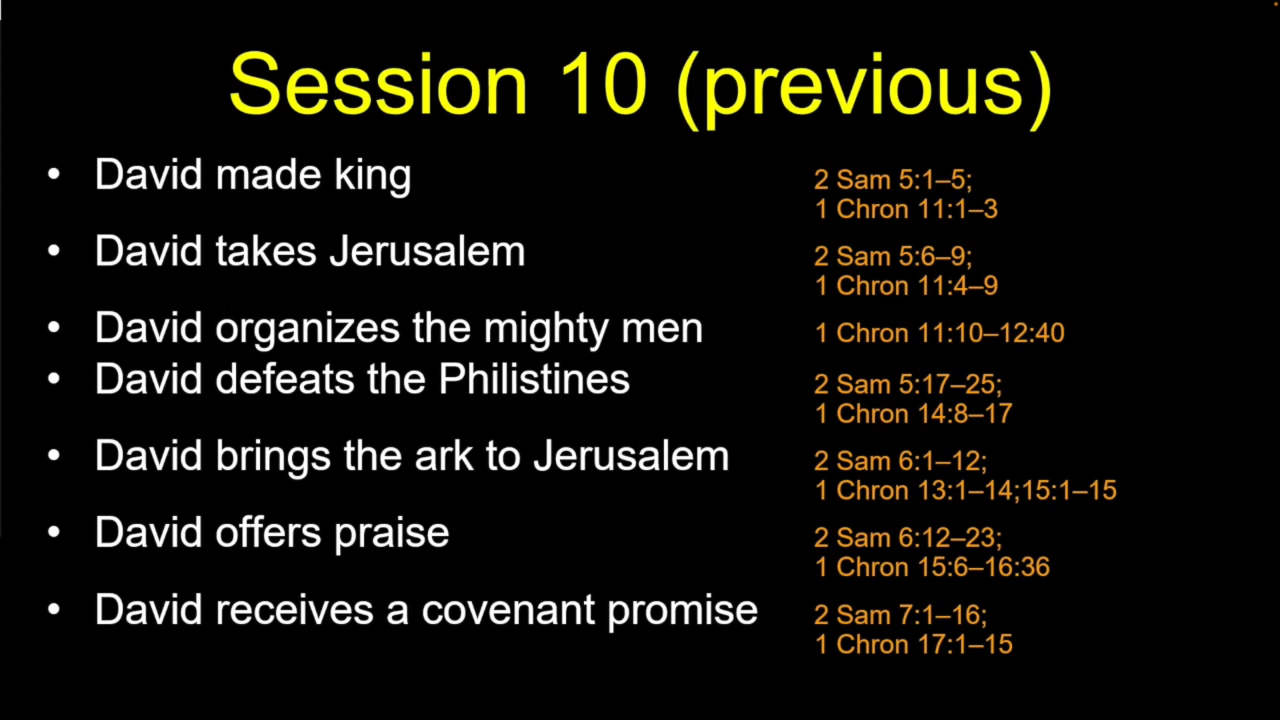 Session 10 (previous)
• David made king
2 Sam 5:1–5;
1 Chron 11:1–3
• David takes Jerusalem
2 Sam 5:6–9;
1 Chron 11:4–9
• David organizes the mighty men
1 Chron 11:10–12:40
• David defeats the Philistines
2 Sam 5:17–25;
1 Chron 14:8–17
• David brings the ark to Jerusalem
2 Sam 6:1–12;
1 Chron 13:1–14;15:1–15
• David offers praise
2 Sam 6:12–23;
1 Chron 15:6–16:36
• David receives a covenant promise
2 Sam 7:1–16;
1 Chron 17:1–15